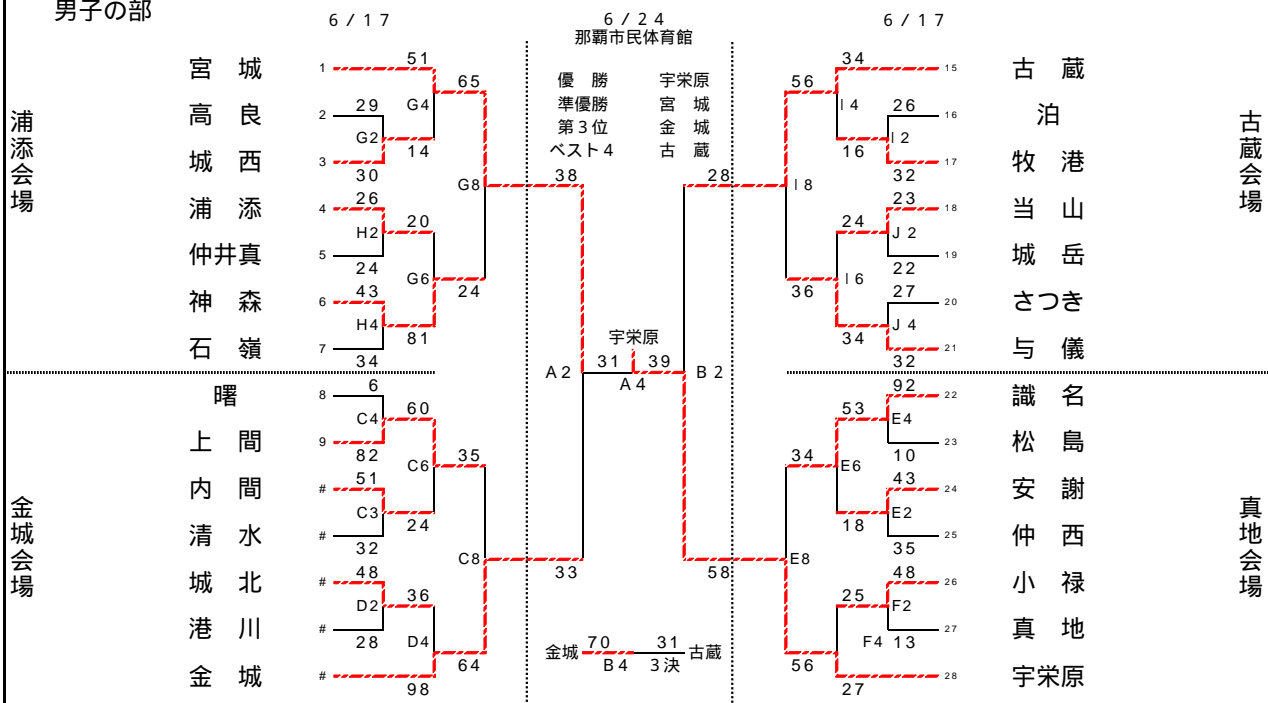 男子の部
6/17
6/24
6/17
那覇市民体育館
優勝 宇栄原
準優勝 宮城
第3位 金城
ベスト4 古蔵
浦添会場
宮城 1 51
65
高良 2 29
G4
G2
14
城西 3 30
G8
38
浦添 4 26
H2
20
仲井真 5 24
G6
24
神森 6 43
H4
81
石嶺 7 34
金城会場
曙 8 6
C4
60
上間 9 82
C6
35
内間 # 51
C3
24
清水 # 32
C8
33
城北 # 48
D2
36
港川 # 28
D4
64
金城 # 98
宇栄原
A2 31 39 B2
A4
金城 70 31 古蔵
B4 3決
古蔵会場
34 15 古蔵
56
I4
26 16 泊
I2
16
32 17 牧港
28 I8
23 18 当山
24
J2
22 19 城岳
I6
36
27 20 さつき
J4
34
32 21 与儀
真地会場
92 22 識名
53
E4
10 23 松島
34
E6
43 24 安謝
E2
18
35 25 仲西
58 E8
48 26 小禄
25
F2
F4
13 27 真地
56
27 28 宇栄原